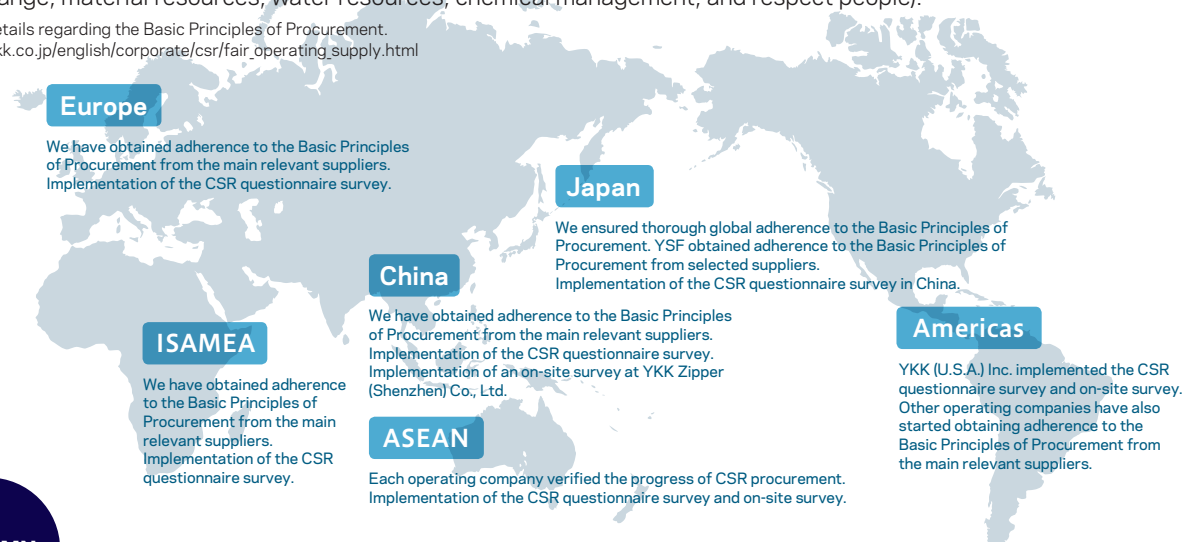 material resources, water resources, chemical management, and respect people).
regarding the Basic Principles of Procurement.
kk.co.jp/english/corporate/csr/fair_operating_supply.html
Europe
We have obtained adherence to the Basic Principles
of Procurement from the main relevant suppliers.
Implementation of the CSR questionnaire survey.
Japan
We ensured thorough global adherence to the Basic Principles of
Procurement. YSF obtained adherence to the Basic Principles of
Procurement from selected suppliers.
Implementation of the CSR questionnaire survey in China.
China
We have obtained adherence to the Basic Principles
of Procurement from the main relevant suppliers.
Implementation of the CSR questionnaire survey.
Implementation of an on-site survey at YKK Zipper
(Shenzhen) Co., Ltd.
Americas
YKK (U.S.A.) Inc. implemented the CSR
questionnaire survey and on-site survey.
Other operating companies have also
started obtaining adherence to the
Basic Principles of Procurement from
the main relevant suppliers.
ISAMEA
We have obtained adherence
to the Basic Principles of
Procurement from the main
relevant suppliers.
Implementation of the CSR
questionnaire survey.
ASEAN
Each operating company verified the progress of CSR procurement.
Implementation of the CSR questionnaire survey and on-site survey.